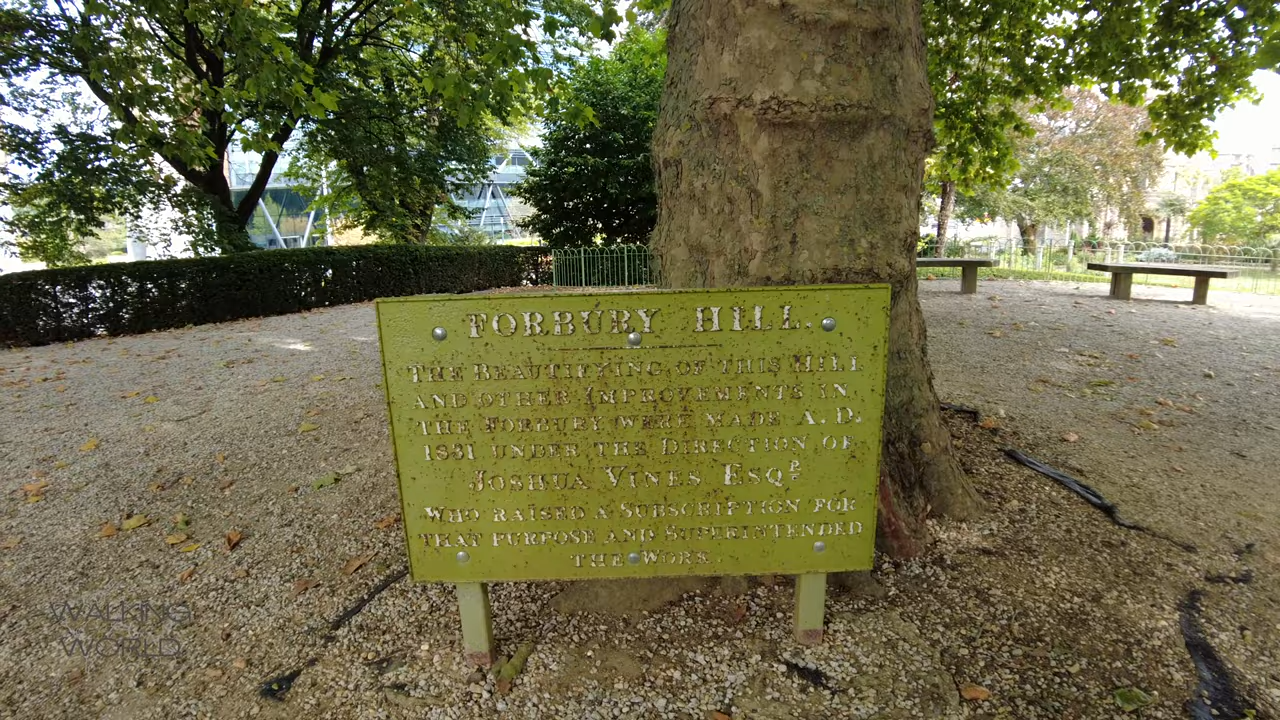 FORBURY HILL.
THE BEAUTIFYING OF THIS HILL
AND OTHER IMPROVEMENTS IN
THE FORBURY WERE MADE A.D.
1831 UNDER THE DIRECTION OF
JOSHUA VINES ESQR
WHO RAISED A SUBSCRIPTION FOR
THAT PURPOSE AND SUPERINTENDED
THE WORK.
WALKING
WORLD